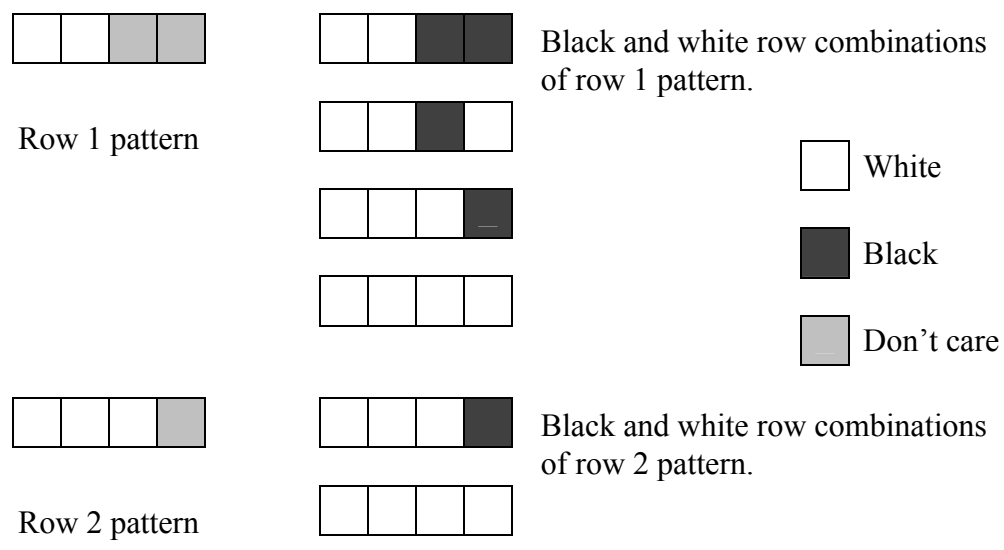 Black and white row combinations
of row 1 pattern.
Row 1 pattern
White
Black
Don’t care
Black and white row combinations
of row 2 pattern.
Row 2 pattern